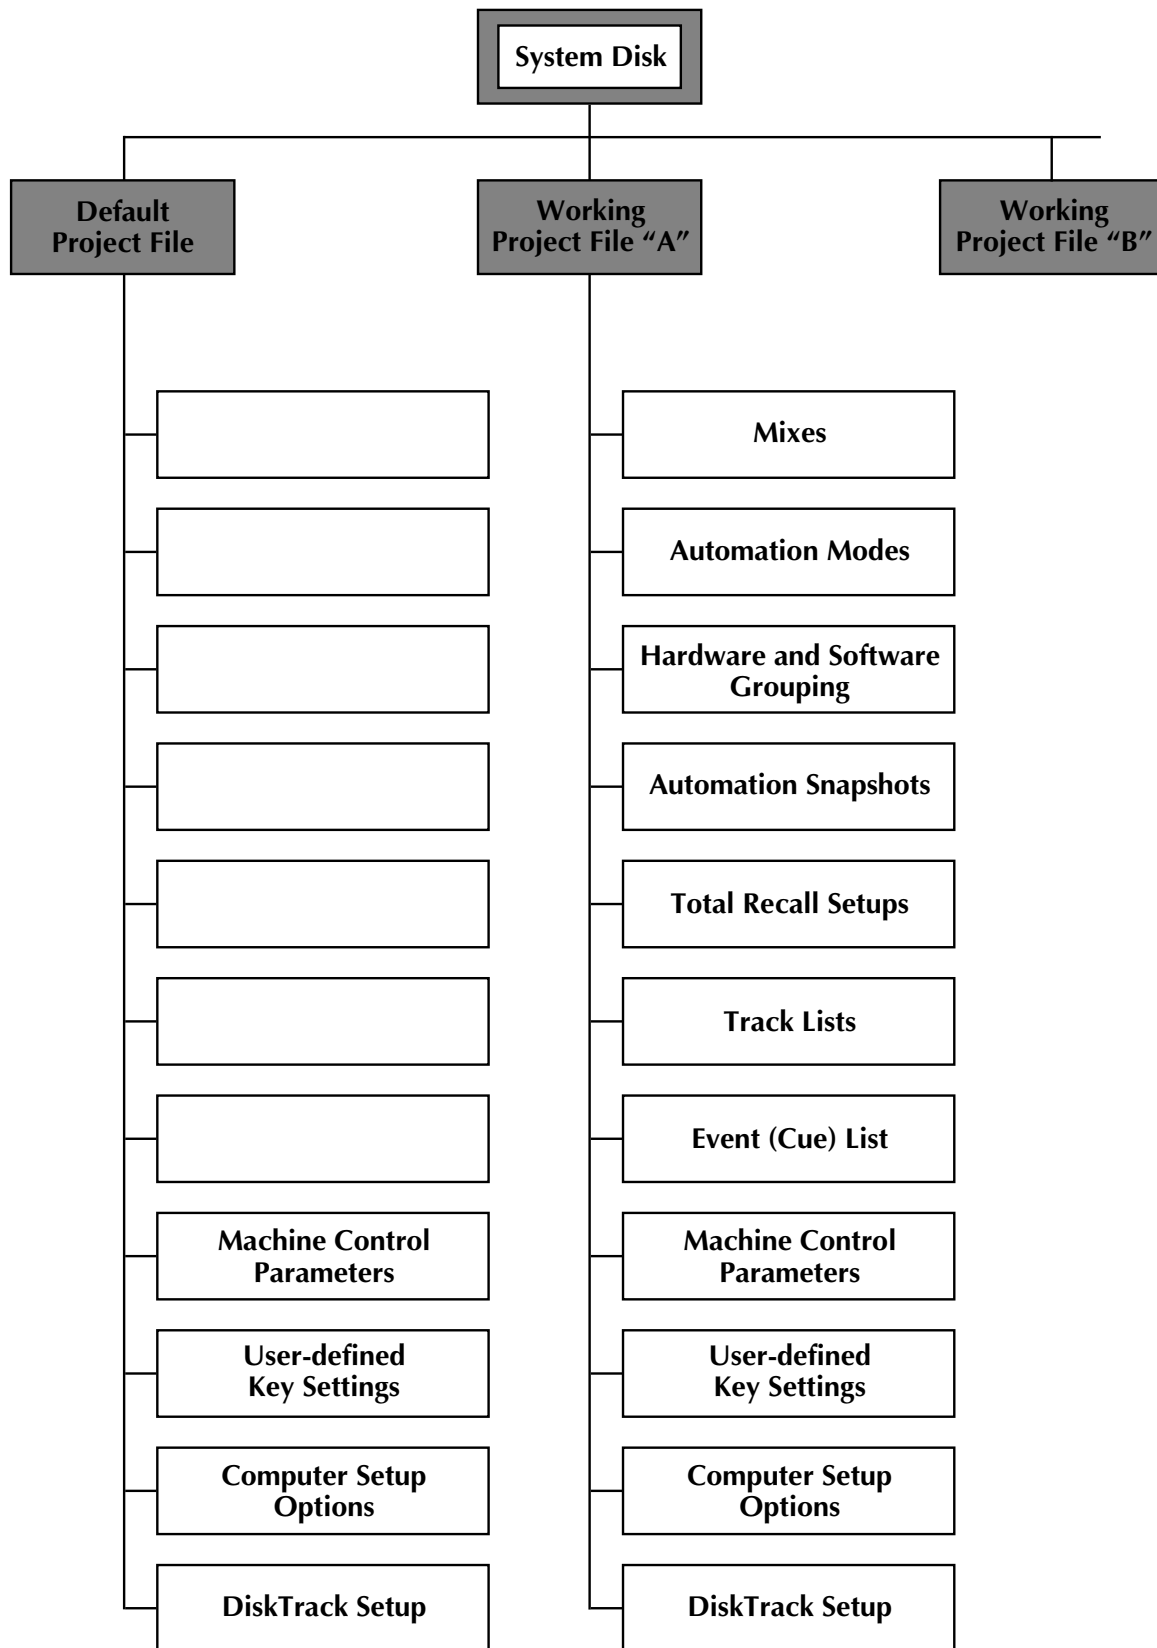 System Disk
Default
Project File
Working
Project File “A”
Working
Project File “B”
Mixes
Automation Modes
Hardware and Software
Grouping
Automation Snapshots
Total Recall Setups
Track Lists
Event (Cue) List
Machine Control
Parameters
Machine Control
Parameters
User-defined
Key Settings
User-defined
Key Settings
Computer Setup
Options
Computer Setup
Options
DiskTrack Setup
DiskTrack Setup